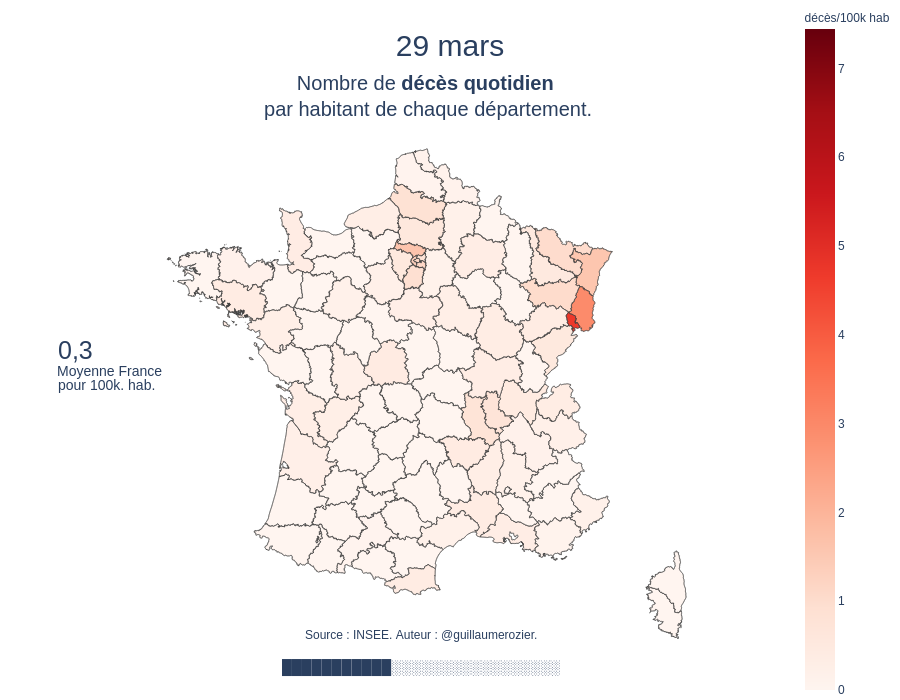 décès/100k hab
29 mars
Nombre de décès quotidien
par habitant de chaque département.
7
6
5
4
3
2
1
0
0,3
Moyenne France
pour 100k. hab.
Source : INSEE. Auteur : @guillaumerozier.